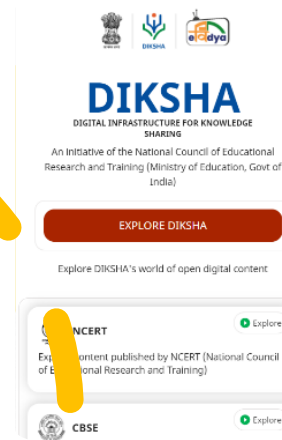 DIKSHA
DIKSHA
DIGITAL INFRASTRUCTURE FOR KNOWLEDGE
SHARING
An initiative of the National Council of Educational
Research and Training (Ministry of Education, Govt of
India)
EXPLORE DIKSHA
Explore DIKSHA's world of open digital content
NCERT
Explore
content published by NCERT (National Council
of
Research and Training)
CBSE
Explore